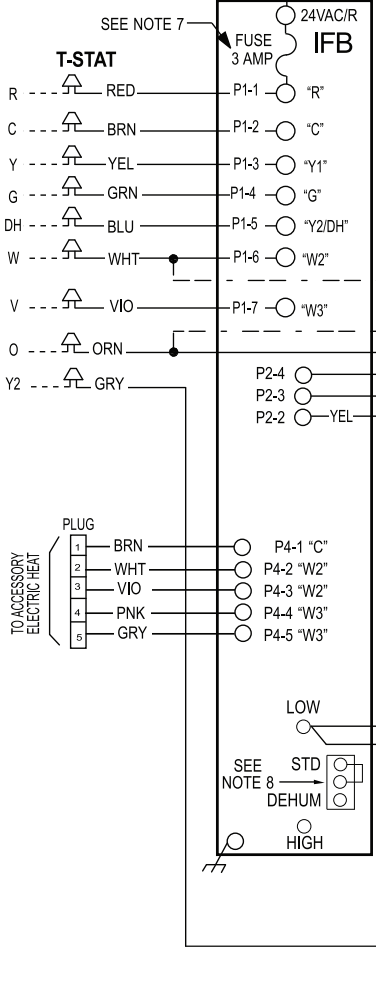 24VAC/R
SEE NOTE 7
FUSE
3 AMP
IFB
T-STAT
R RED P1-1 "R"
C BRN P1-2 "C"
Y YEL P1-3 "Y1"
G GRN P1-4 "G"
DH BLU P1-5 "Y2/DH"
W WHT P1-6 "W2"
V VIO P1-7 "W3"
O ORN
P2-4
Y2 GRY
P2-3
P2-2 YEL
PLUG
TO ACCESSORY
ELECTRIC HEAT
1 BRN P4-1 "C"
2 WHT P4-2 "W2"
3 VIO P4-3 "W2"
4 PNK P4-4 "W3"
5 GRY P4-5 "W3"
LOW
SEE
NOTE 8
STD
DEHUM
HIGH